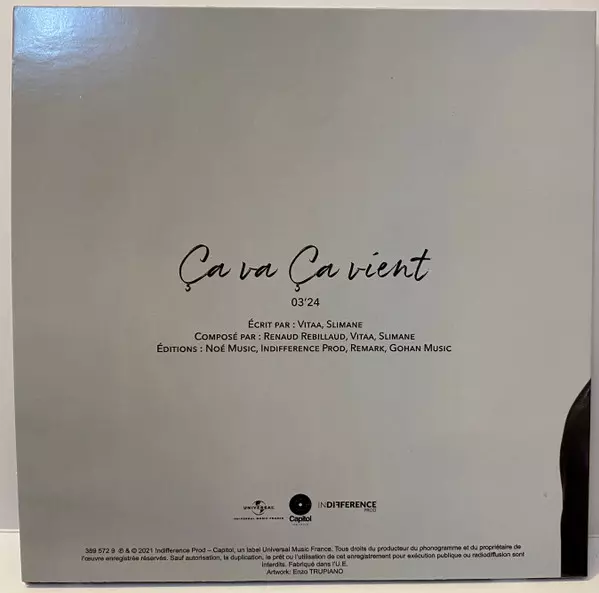 Ça va Ça vient
03'24
Écrit par : Vitaa, Slimane
Composé par : Renaud Rebillaud, Vitaa, Slimane
Éditions : Noé Music, Indifference Prod, Remark, Gohan Music
UNIVERSAL
UNIVERSAL MUSIC FRANCE
Capitol
INDIFFERENCE
PROD
389 572 9 ℗ & © 2021 Indifference Prod – Capitol, un label Universal Music France. Tous droits du producteur du phonogramme et du propriétaire de
l'œuvre enregistrée réservés. Sauf autorisation, la duplication, le prêt ou l'utilisation de cet enregistrement pour exécution publique ou radiodiffusion sont
interdits. Fabriqué dans l'U.E.
Artwork: Enzo TRUPIANO